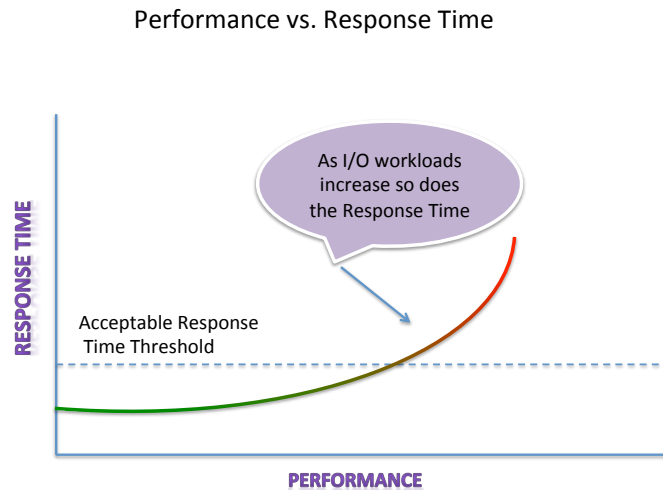 Performance vs. Response Time
As I/O workloads
increase so does
the Response Time
RESPONSE TIME
Acceptable Response
Time Threshold
PERFORMANCE